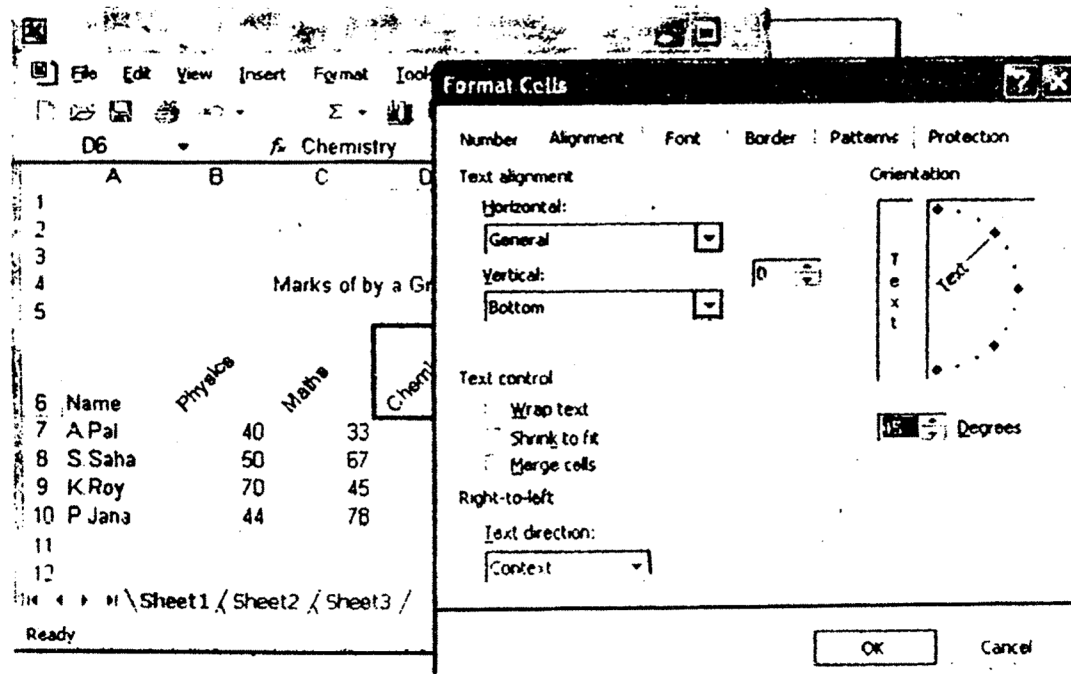 File Edit View Insert Format Tools
D6 fx Chemistry
A B C D
1
2
3
4 Marks of by a Gr
5
6 Name Physics Maths Chemi
7 A.Pal 40 33
8 S.Saha 50 67
9 K.Roy 70 45
10 P.Jana 44 78
11
12
Sheet1 Sheet2 Sheet3
Ready
Format Cells
Number Alignment Font Border Patterns Protection
Text alignment
Horizontal:
General
Vertical:
Bottom
0
Text control
Wrap text
Shrink to fit
Merge cells
Right-to-left
Text direction:
Context
Orientation
Text
Text
Degrees
OK Cancel